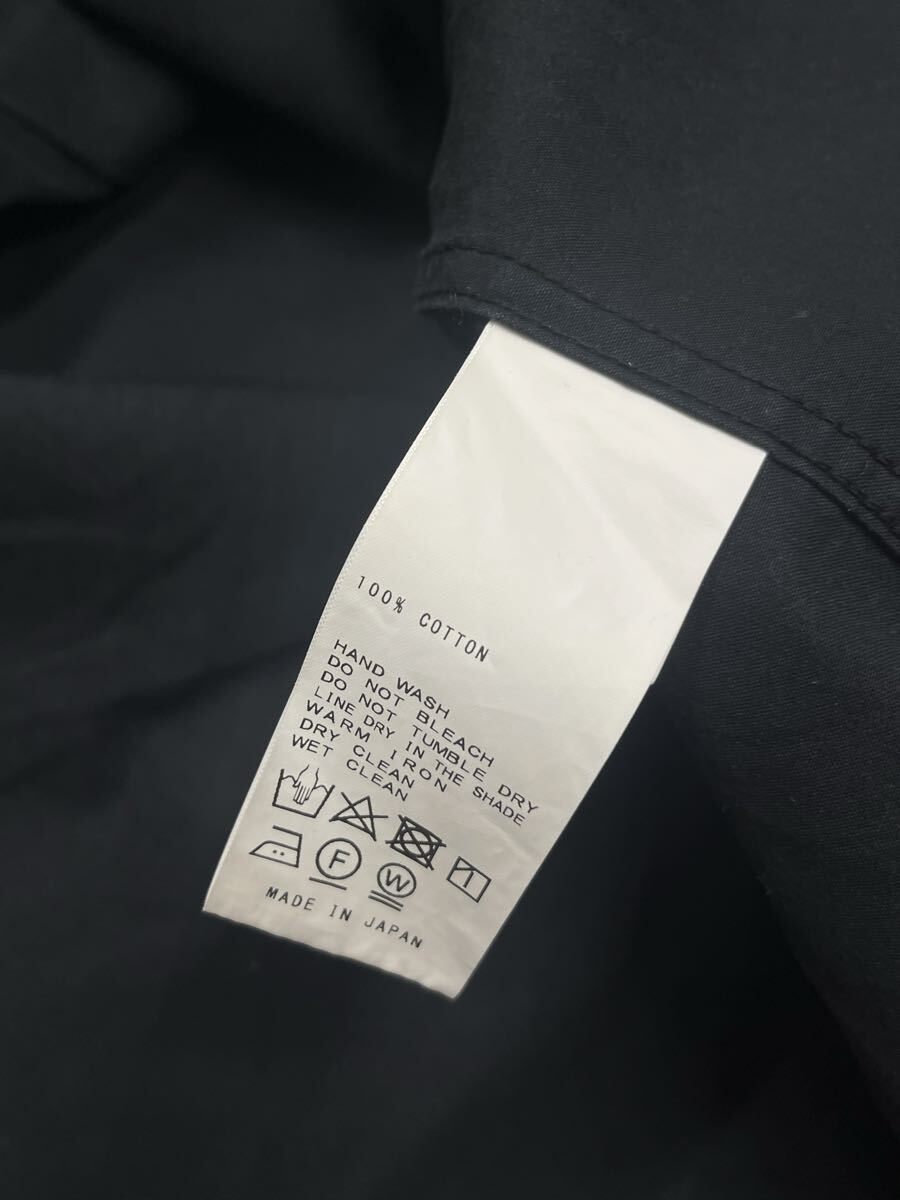 100% COTTON
HAND WASH
DO NOT BLEACH
DO NOT TUMBLE DRY
LINE DRY IN THE SHADE
WARM IRON
DRY CLEAN
WET CLEAN
F
W
MADE IN JAPAN